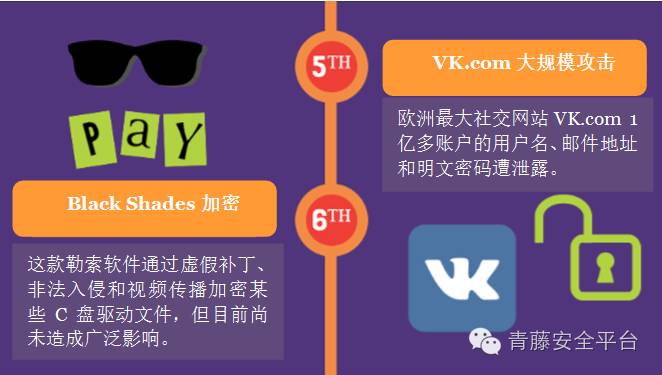 5TH
VK.com 大规模攻击
欧洲最大社交网站 VK.com 1
亿多账户的用户名、邮件地址
和明文密码遭泄露。
PAY
Black Shades 加密
这款勒索软件通过虚假补丁、
非法入侵和视频传播加密某
些 C 盘驱动文件，但目前尚
未造成广泛影响。
6TH
VK
青藤安全平台